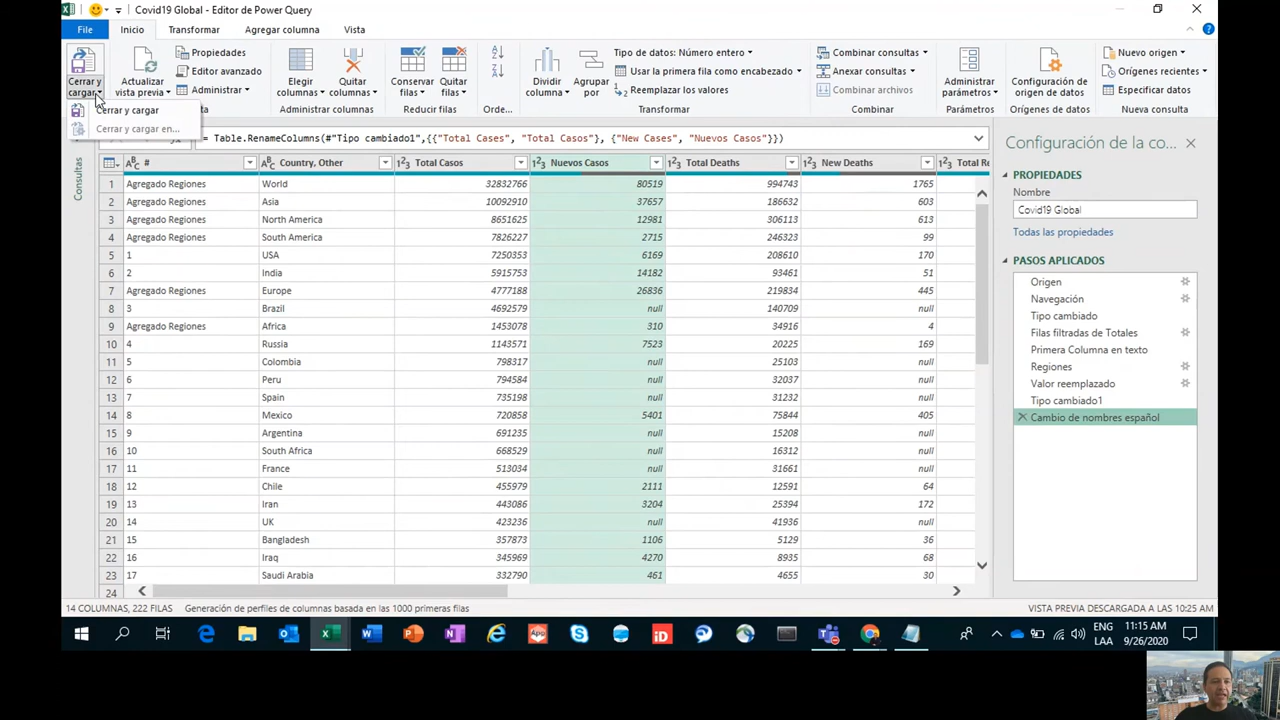 Covid19 Global - Editor de Power Query
File
Inicio
Transformar
Agregar columna
Vista
Cerrar y
cargar
Actualizar
vista previa
Propiedades
Editor avanzado
Administrar
Elegir
columnas
Quitar
columnas
Administrar columnas
Conservar
filas
Quitar
filas
Reducir filas
Orde...
Dividir
columna
Agrupar
por
Tipo de datos: Número entero
Usar la primera fila como encabezado
Reemplazar los valores
Transformar
Combinar consultas
Anexar consultas
Combinar archivos
Combinar
Administrar
parámetros
Parámetros
Configuración de
origen de datos
Orígenes de datos
Nuevo origen
Orígenes recientes
Especificar datos
Nueva consulta
Cerrar y cargar
Cerrar y cargar en...
= Table.RenameColumns(#"Tipo cambiado1",{{"Total Cases", "Total Casos"}, {"New Cases", "Nuevos Casos"}})
Consultas
# Country, Other Total Casos Nuevos Casos Total Deaths New Deaths Total Re
1 Agregado Regiones World 32832766 80519 994743 1765
2 Agregado Regiones Asia 10092910 37657 186632 603
3 Agregado Regiones North America 8651625 12981 306113 613
4 Agregado Regiones South America 7826227 2715 246323 99
5 1 USA 7250353 6169 208610 170
6 2 India 5915753 14182 93461 51
7 Agregado Regiones Europe 4777188 26836 219834 445
8 3 Brazil 4692579 null 140709 null
9 Agregado Regiones Africa 1453078 310 34916 4
10 4 Russia 1143571 7523 20225 169
11 5 Colombia 798317 null 25103 null
12 6 Peru 794584 null 32037 null
13 7 Spain 735198 null 31232 null
14 8 Mexico 720858 5401 75844 405
15 9 Argentina 691235 null 15208 null
16 10 South Africa 668529 null 16312 null
17 11 France 513034 null 31661 null
18 12 Chile 455979 2111 12591 64
19 13 Iran 443086 3204 25394 172
20 14 UK 423236 null 41936 null
21 15 Bangladesh 357873 1106 5129 36
22 16 Iraq 345969 4270 8935 68
23 17 Saudi Arabia 332790 461 4655 30
24
Configuración de la co...
PROPIEDADES
Nombre
Covid19 Global
Todas las propiedades
PASOS APLICADOS
Origen
Navegación
Tipo cambiado
Filas filtradas de Totales
Primera Columna en texto
Regiones
Valor reemplazado
Tipo cambiado1
Cambio de nombres español
14 COLUMNAS, 222 FILAS
Generación de perfiles de columnas basada en las 1000 primeras filas
VISTA PREVIA DESCARGADA A LAS 10:25 AM
ENG
LAA
11:15 AM
9/26/2020